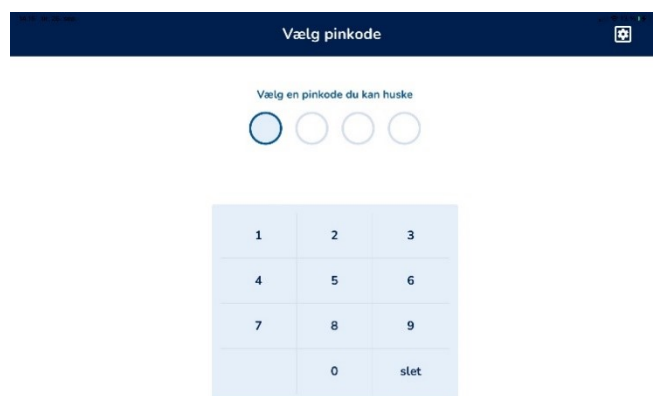 Vælg pinkode
Vælg en pinkode du kan huske
1 2 3
4 5 6
7 8 9
0 slet